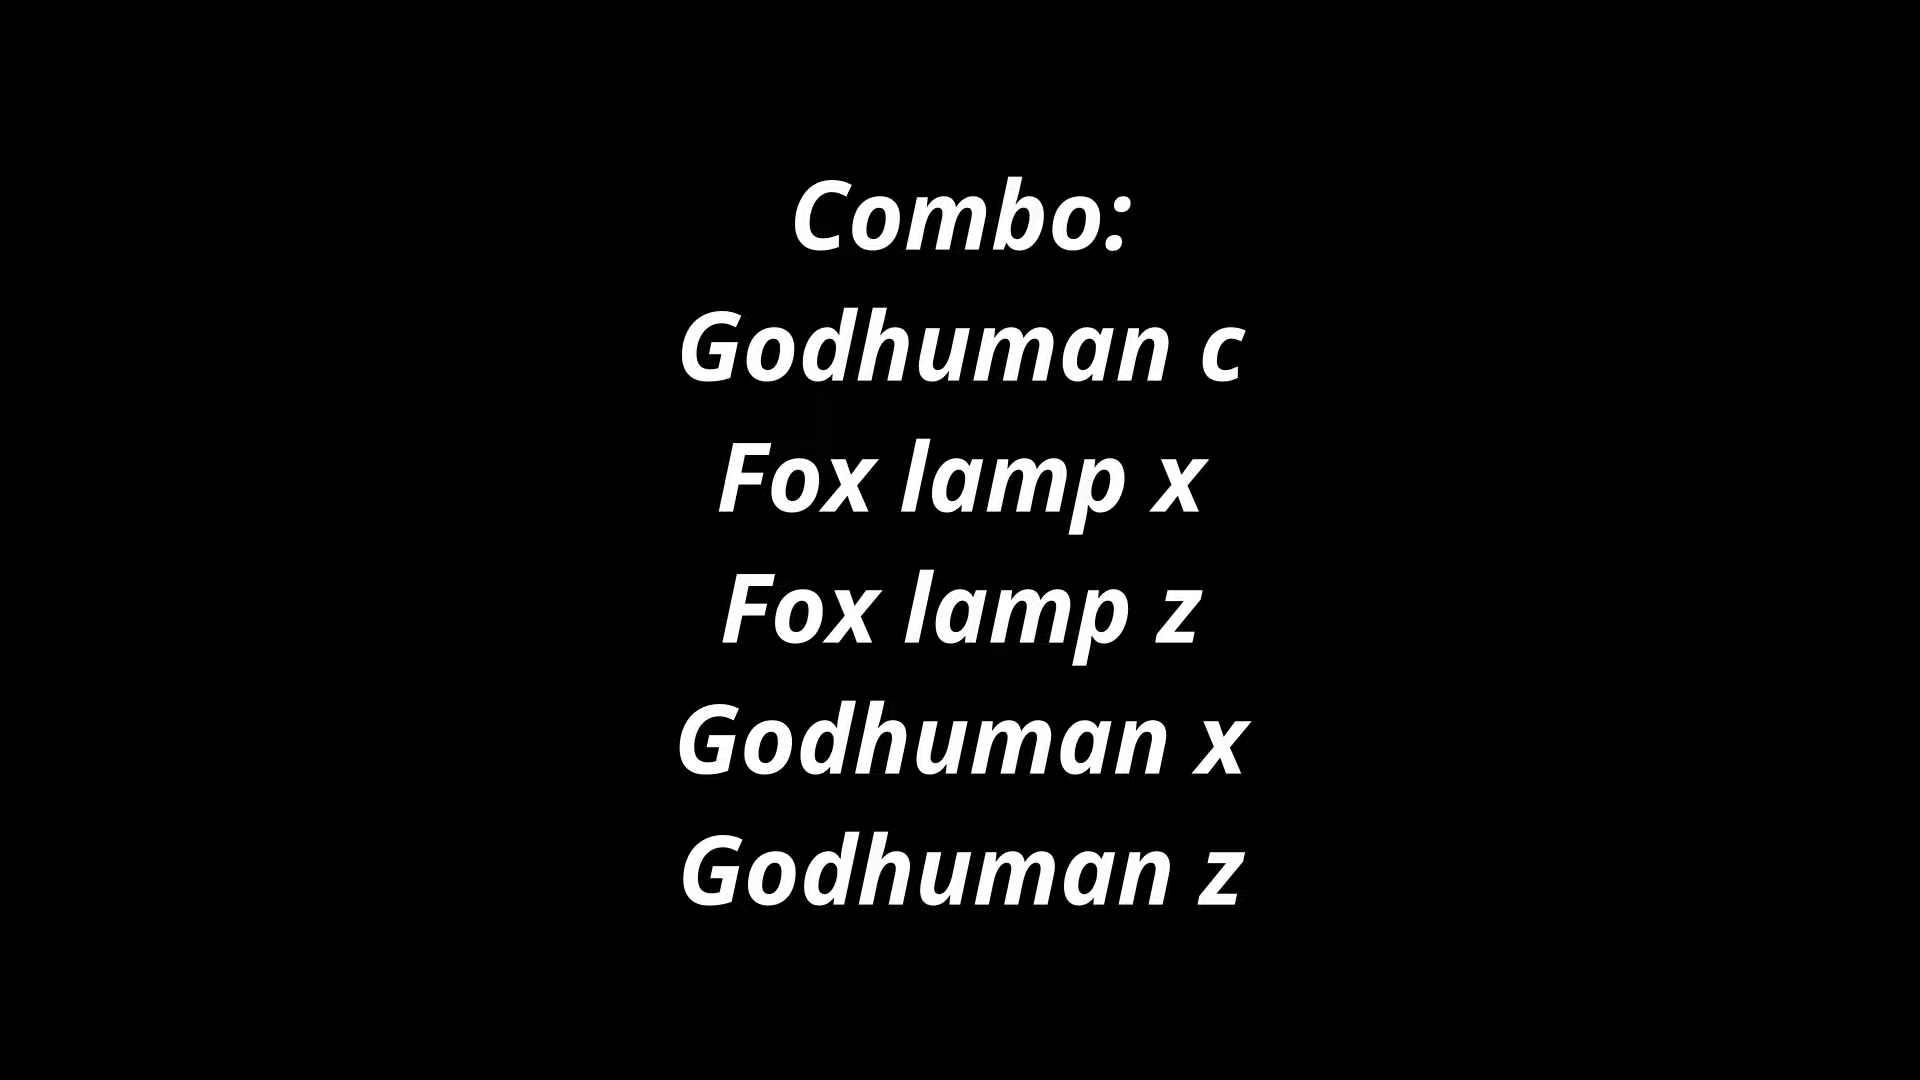 Combo:
Godhuman c
Fox lamp x
Fox lamp z
Godhuman x
Godhuman z